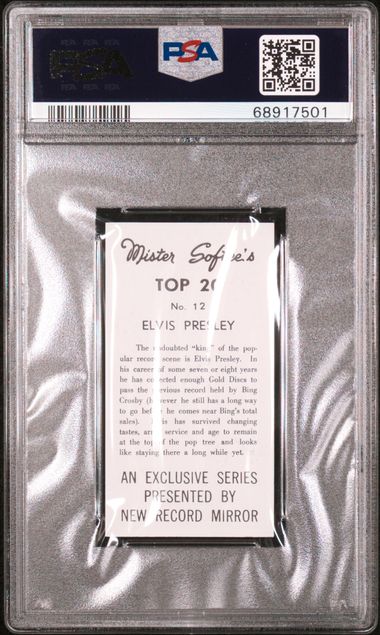 PSA
PSA
68917501
Mister Softee's
TOP 20
No. 12
ELVIS PRESLEY
The undoubted "king" of the pop-
ular record scene is Elvis Presley. In
his career of some seven or eight years
he has collected enough Gold Discs to
pass the previous record held by Bing
Crosby (however he still has a long way
to go before he comes near Bing's total
sales). Elvis has survived changing
tastes, army service and age to remain
at the top of the pop tree and looks
like staying there a long while yet.
AN EXCLUSIVE SERIES
PRESENTED BY
NEW RECORD MIRROR